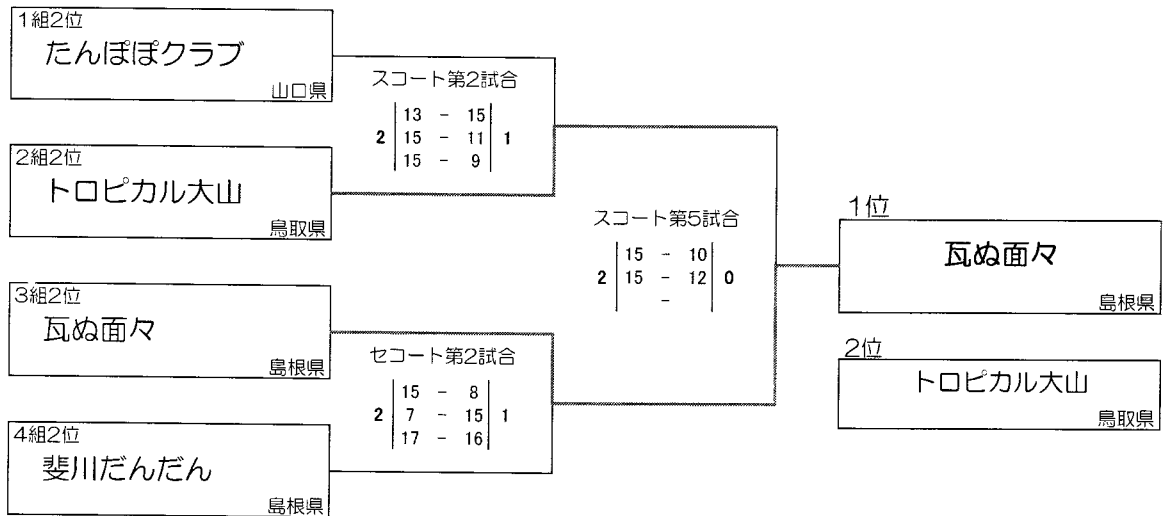 1組2位
たんぽぽクラブ
山口県
2組2位
トロピカル大山
鳥取県
3組2位
瓦ぬ面々
島根県
4組2位
斐川だんだん
島根県
スコート第2試合
13 - 15
2 15 - 11 1
15 - 9
セコート第2試合
15 - 8
2 7 - 15 1
17 - 16
スコート第5試合
15 - 10
2 15 - 12 0
-
1位
瓦ぬ面々
島根県
2位
トロピカル大山
鳥取県